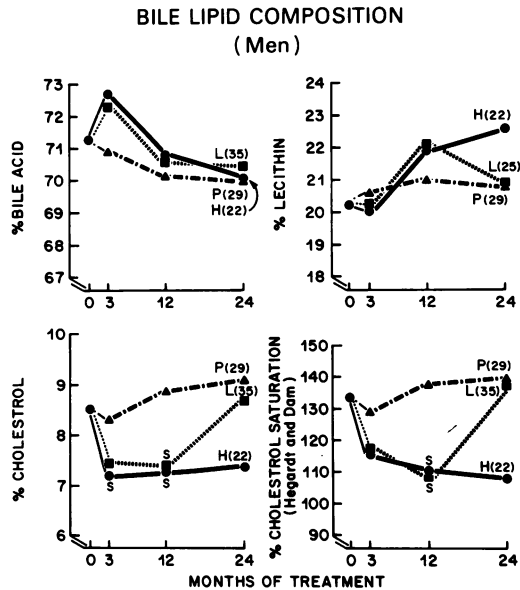 BILE LIPID COMPOSITION
(Men)
%BILE ACID
73
72
71
70
69
68
67
L(35)
P(29)
H(22)
0 3 12 24
% LECITHIN
24
23
22
21
20
19
18
H(22)
L(25)
P(29)
0 3 12 24
% CHOLESTROL
10
9
8
7
6
P(29)
L(35)
S
S
S
H(22)
0 3 12 24
% CHOLESTROL SATURATION
(Hegardt and Dam)
150
140
130
120
110
100
90
P(29)
L(35)
S
S
H(22)
0 3 12 24
MONTHS OF TREATMENT